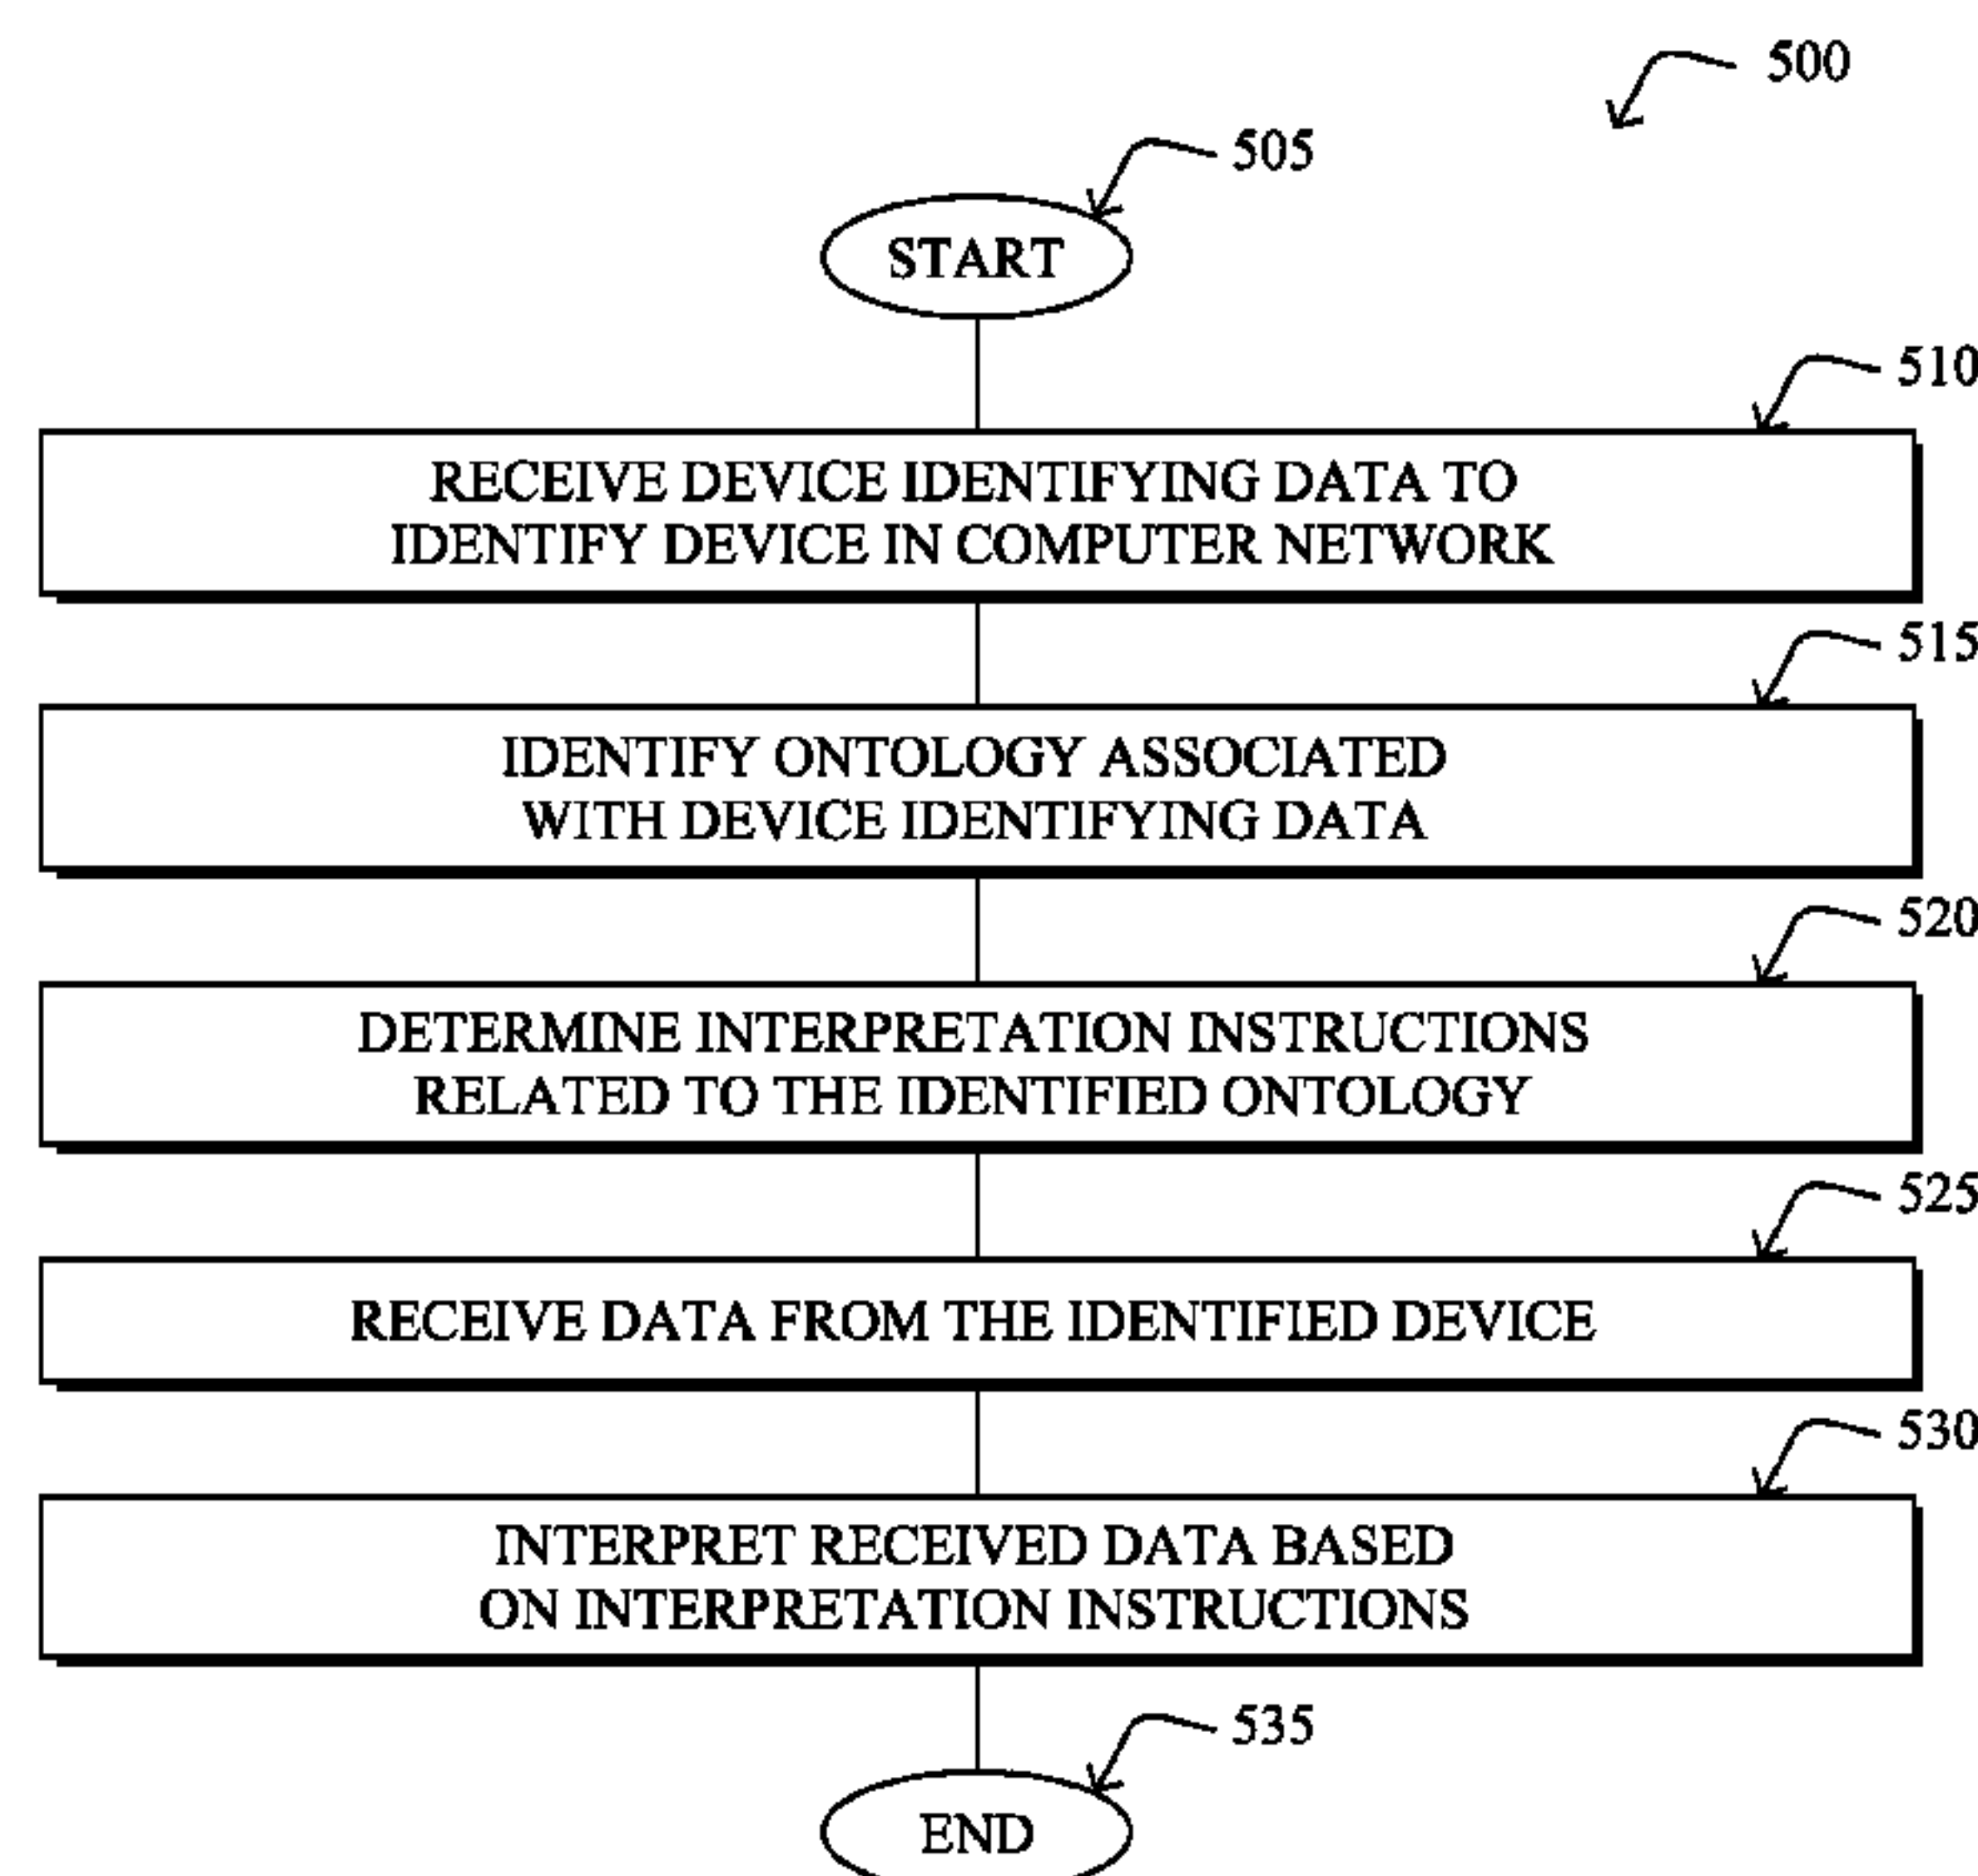 500
505
START
510
RECEIVE DEVICE IDENTIFYING DATA TO
IDENTIFY DEVICE IN COMPUTER NETWORK
515
IDENTIFY ONTOLOGY ASSOCIATED
WITH DEVICE IDENTIFYING DATA
520
DETERMINE INTERPRETATION INSTRUCTIONS
RELATED TO THE IDENTIFIED ONTOLOGY
525
RECEIVE DATA FROM THE IDENTIFIED DEVICE
530
INTERPRET RECEIVED DATA BASED
ON INTERPRETATION INSTRUCTIONS
535
END